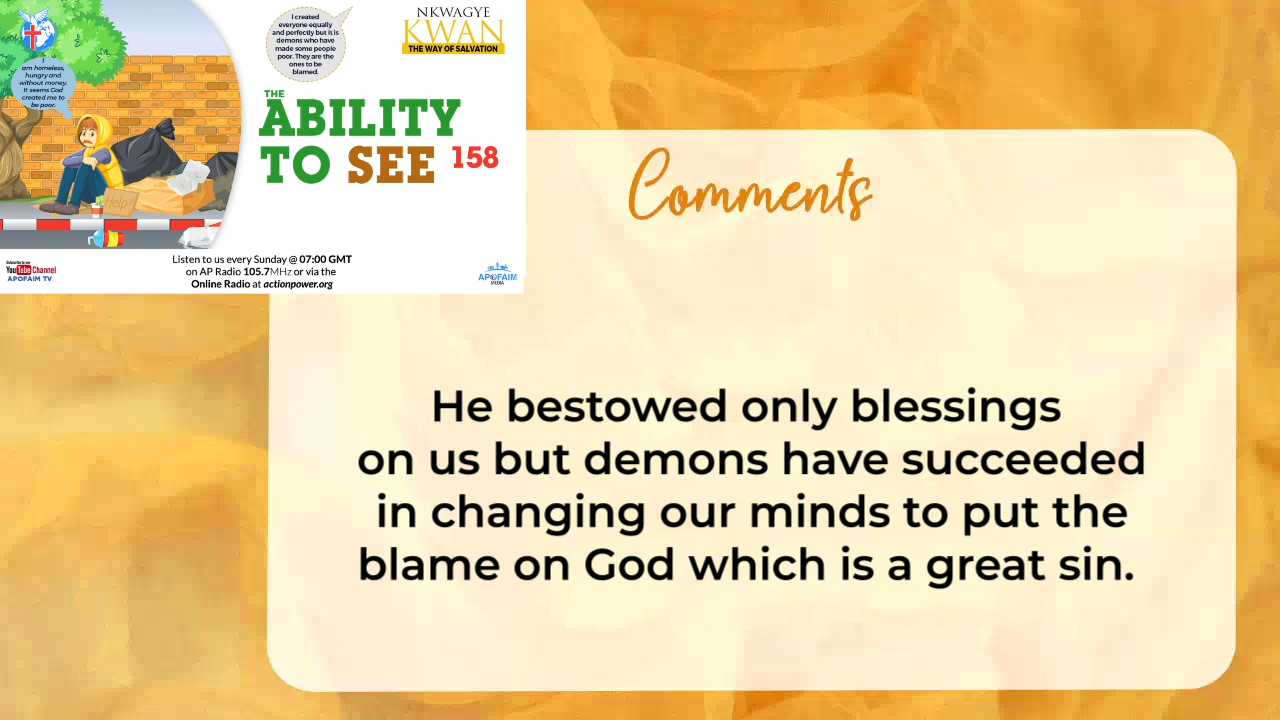 I
am homeless,
hungry and
without money.
It seems God
created me to
be poor.
Help!
I created
everyone equally
and perfectly but it is
demons who have
made some people
poor. They are the
ones to be
blamed.
NKWAGYE
KWAN
THE WAY OF SALVATION
THE
ABILITY
TO SEE 158
Listen to us every Sunday @ 07:00 GMT
on AP Radio 105.7MHz or via the
Online Radio at actionpower.org
Subscribe to our
YouTube Channel
APOFAIM TV
APOFAIM
MEDIA
Comments
He bestowed only blessings
on us but demons have succeeded
in changing our minds to put the
blame on God which is a great sin.